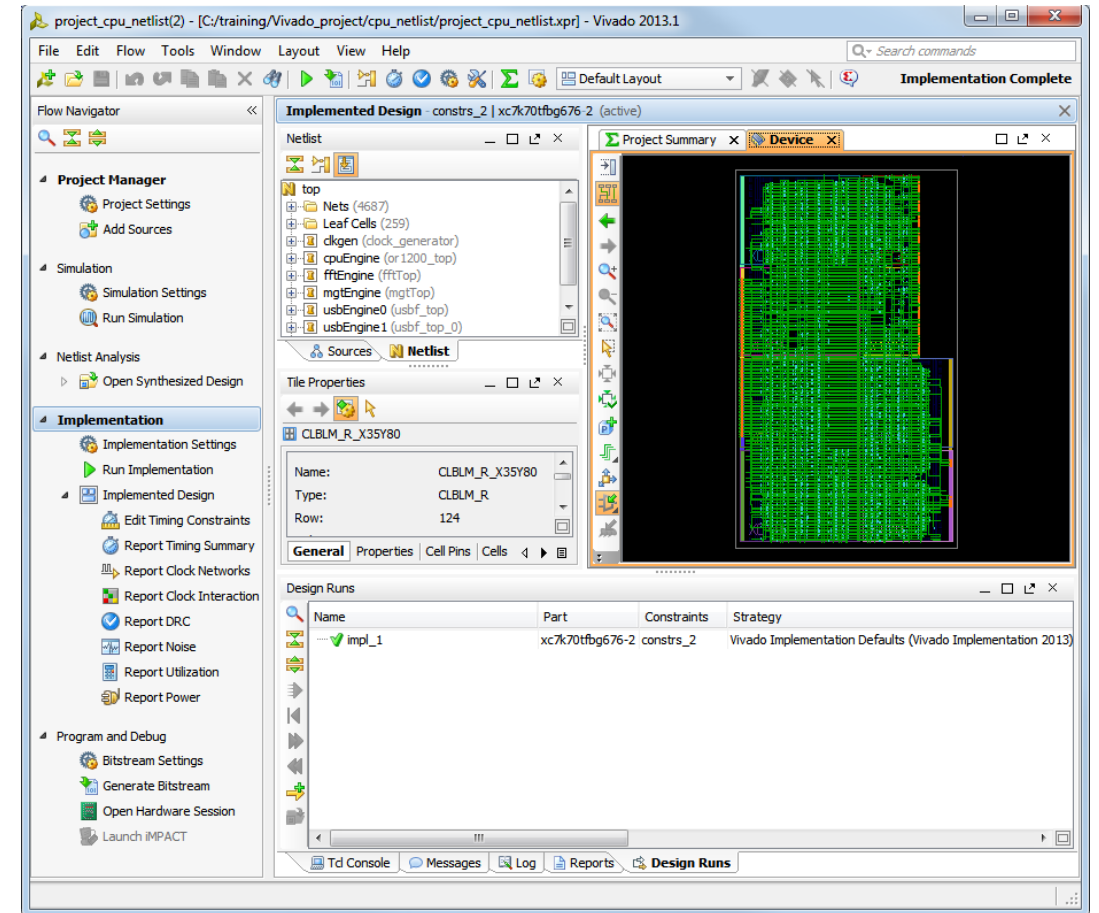 project_cpu_netlist(2) - [C:/training/Vivado_project/cpu_netlist/project_cpu_netlist.xpr] - Vivado 2013.1
File Edit Flow Tools Window Layout View Help
Search commands
Default Layout
Implementation Complete
Flow Navigator
Project Manager
Project Settings
Add Sources
Simulation
Simulation Settings
Run Simulation
Netlist Analysis
Open Synthesized Design
Implementation
Implementation Settings
Run Implementation
Implemented Design
Edit Timing Constraints
Report Timing Summary
Report Clock Networks
Report Clock Interaction
Report DRC
Report Noise
Report Utilization
Report Power
Program and Debug
Bitstream Settings
Generate Bitstream
Open Hardware Session
Launch iMPACT
Implemented Design - constrs_2 | xc7k70tfbg676-2 (active)
Netlist
top
Nets (4687)
Leaf Cells (259)
clkgen (clock_generator)
cpuEngine (or1200_top)
fftEngine (fftTop)
mgtEngine (mgtTop)
usbEngine0 (usbf_top)
usbEngine1 (usbf_top_0)
Sources Netlist
Tile Properties
CLBLM_R_X35Y80
Name: CLBLM_R_X35Y80
Type: CLBLM_R
Row: 124
General Properties Cell Pins Cells
Project Summary Device
Design Runs
Name Part Constraints Strategy
impl_1 xc7k70tfbg676-2 constrs_2 Vivado Implementation Defaults (Vivado Implementation 2013)
Tcl Console Messages Log Reports Design Runs